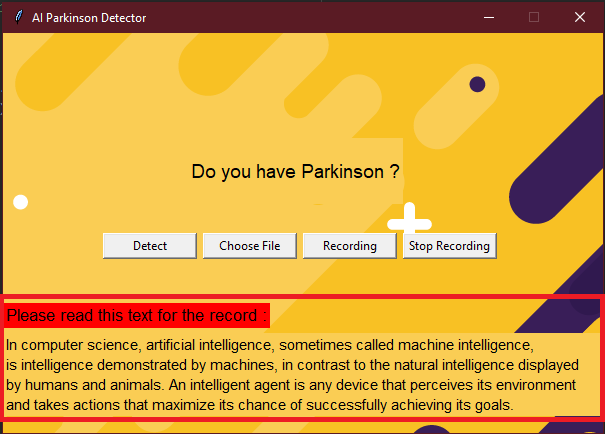 AI Parkinson Detector
Do you have Parkinson ?
Detect
Choose File
Recording
Stop Recording
Please read this text for the record :
In computer science, artificial intelligence, sometimes called machine intelligence,
is intelligence demonstrated by machines, in contrast to the natural intelligence displayed
by humans and animals. An intelligent agent is any device that perceives its environment
and takes actions that maximize its chance of successfully achieving its goals.